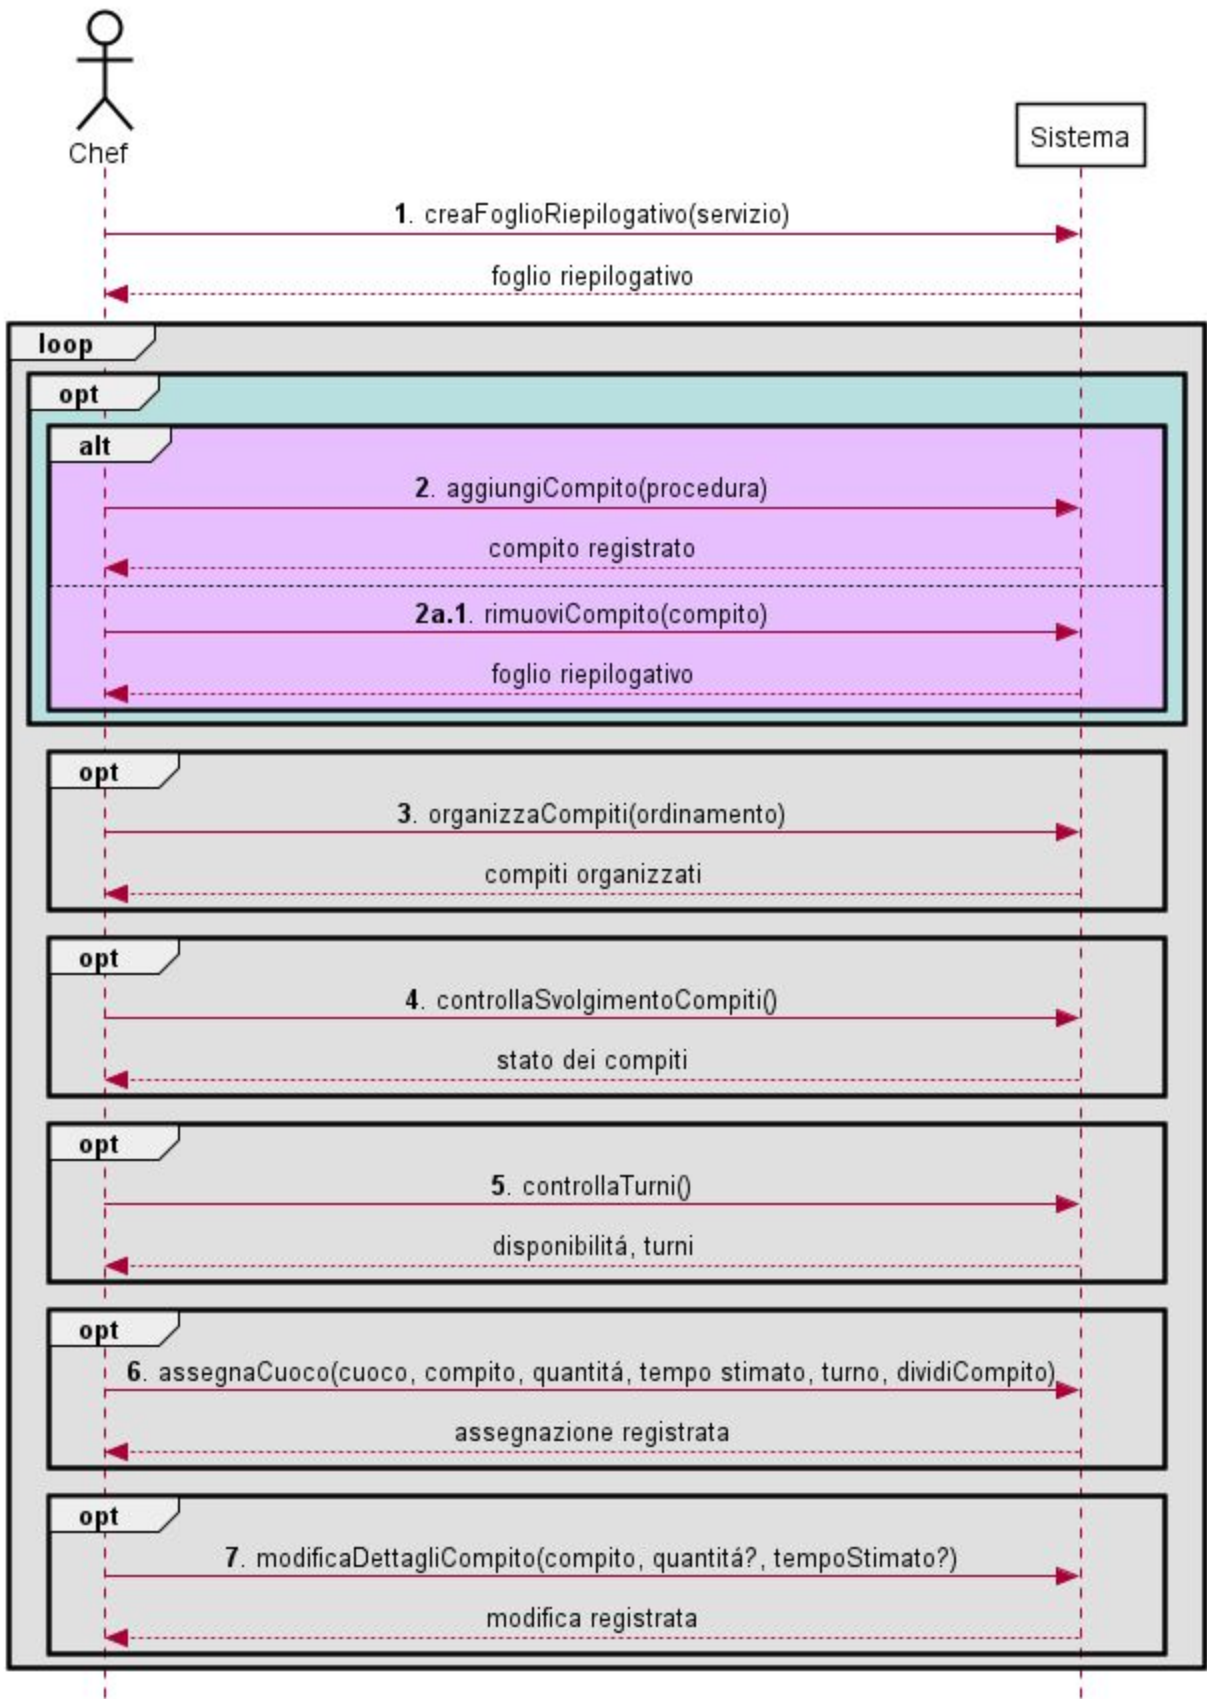 Chef
Sistema
1. creaFoglioRiepilogativo(servizio)
foglio riepilogativo
loop
opt
alt
2. aggiungiCompito(procedura)
compito registrato
2a.1. rimuoviCompito(compito)
foglio riepilogativo
opt
3. organizzaCompiti(ordinamento)
compiti organizzati
opt
4. controllaSvolgimentoCompiti()
stato dei compiti
opt
5. controllaTurni()
disponibilitá, turni
opt
6. assegnaCuoco(cuoco, compito, quantitá, tempo stimato, turno, dividiCompito)
assegnazione registrata
opt
7. modificaDettagliCompito(compito, quantitá?, tempoStimato?)
modifica registrata